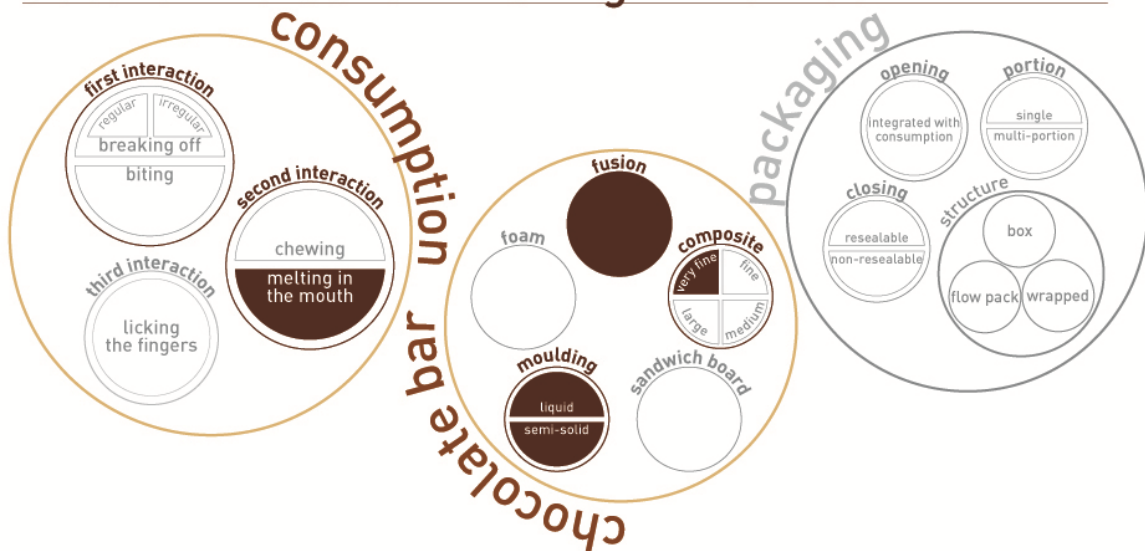 consumption
first interaction
regular
irregular
breaking off
biting
second interaction
chewing
melting in
the mouth
third interaction
licking
the fingers
chocolate bar
fusion
foam
composite
very fine
fine
large
medium
moulding
liquid
semi-solid
sandwich board
packaging
opening
integrated with
consumption
portion
single
multi-portion
closing
resealable
non-resealable
structure
box
flow pack
wrapped